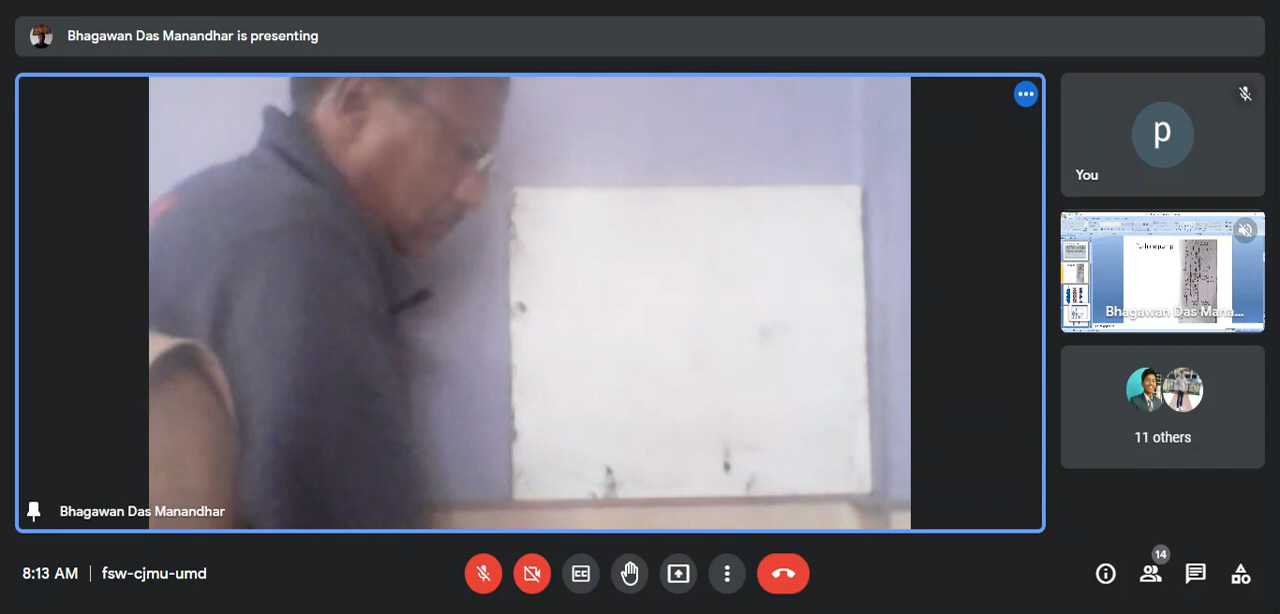 Bhagawan Das Manandhar is presenting
p
You
Bhagawan Das Mana...
11 others
Bhagawan Das Manandhar
8:13 AM | fsw-cjmu-umd
CC
14